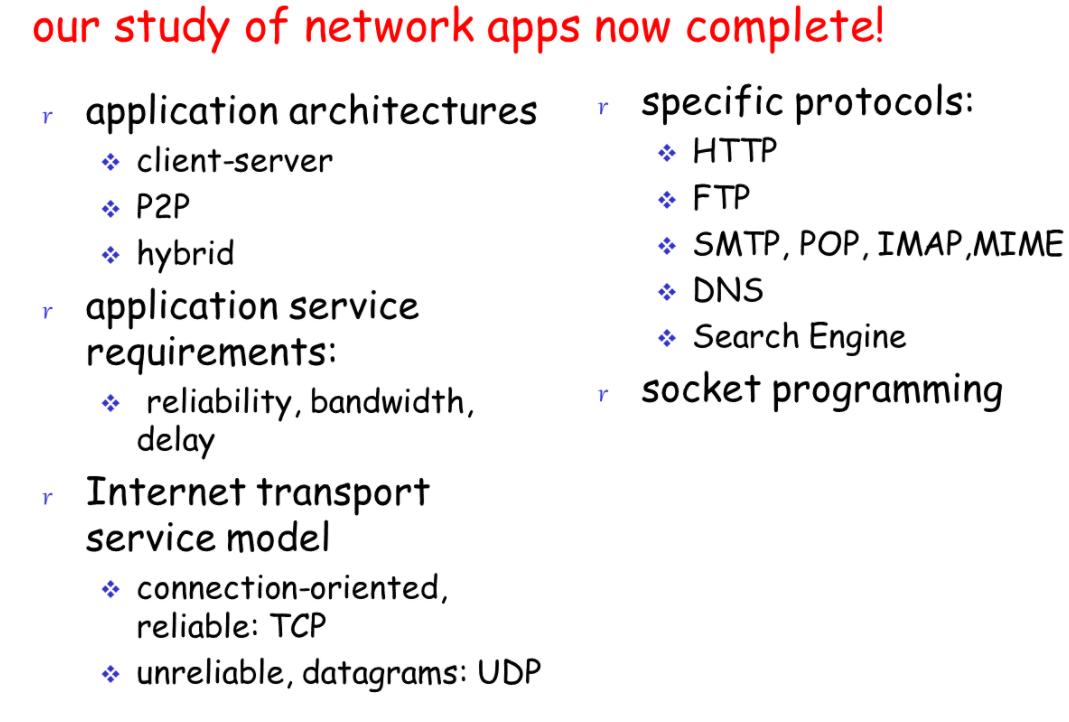 our study of network apps now complete!
r application architectures
❖ client-server
❖ P2P
❖ hybrid
r application service
requirements:
❖ reliability, bandwidth,
delay
r Internet transport
service model
❖ connection-oriented,
reliable: TCP
❖ unreliable, datagrams: UDP
r specific protocols:
❖ HTTP
❖ FTP
❖ SMTP, POP, IMAP,MIME
❖ DNS
❖ Search Engine
r socket programming